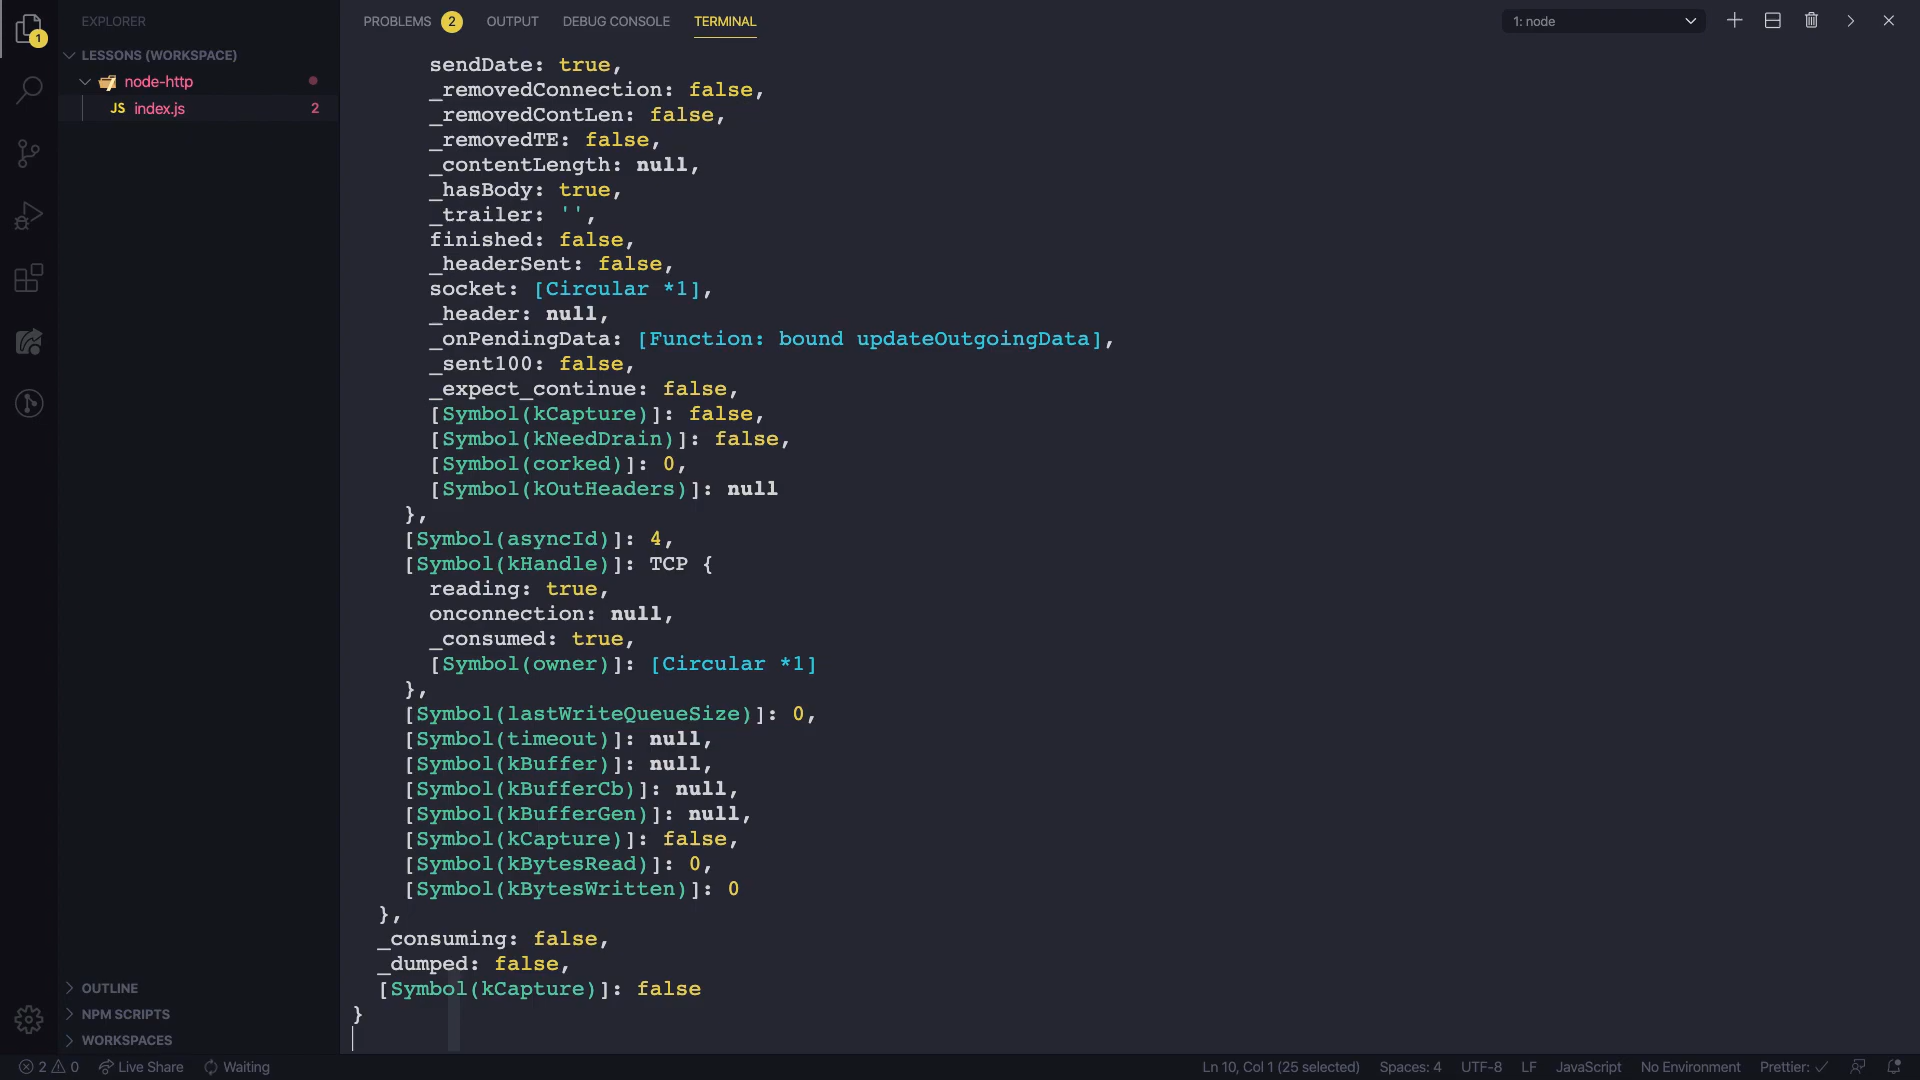 EXPLORER
PROBLEMS 2 OUTPUT DEBUG CONSOLE TERMINAL
1: node
1
LESSONS (WORKSPACE)
node-http
JS index.js 2
sendDate: true,
_removedConnection: false,
_removedContLen: false,
_removedTE: false,
_contentLength: null,
_hasBody: true,
_trailer: '',
finished: false,
_headerSent: false,
socket: [Circular *1],
_header: null,
_onPendingData: [Function: bound updateOutgoingData],
_sent100: false,
_expect_continue: false,
[Symbol(kCapture)]: false,
[Symbol(kNeedDrain)]: false,
[Symbol(corked)]: 0,
[Symbol(kOutHeaders)]: null
},
[Symbol(asyncId)]: 4,
[Symbol(kHandle)]: TCP {
reading: true,
onconnection: null,
_consumed: true,
[Symbol(owner)]: [Circular *1]
},
[Symbol(lastWriteQueueSize)]: 0,
[Symbol(timeout)]: null,
[Symbol(kBuffer)]: null,
[Symbol(kBufferCb)]: null,
[Symbol(kBufferGen)]: null,
[Symbol(kCapture)]: false,
[Symbol(kBytesRead)]: 0,
[Symbol(kBytesWritten)]: 0
},
_consuming: false,
_dumped: false,
[Symbol(kCapture)]: false
}
OUTLINE
NPM SCRIPTS
WORKSPACES
2 0 Live Share Waiting
Ln 10, Col 1 (25 selected) Spaces: 4 UTF-8 LF JavaScript No Environment Prettier: ✓